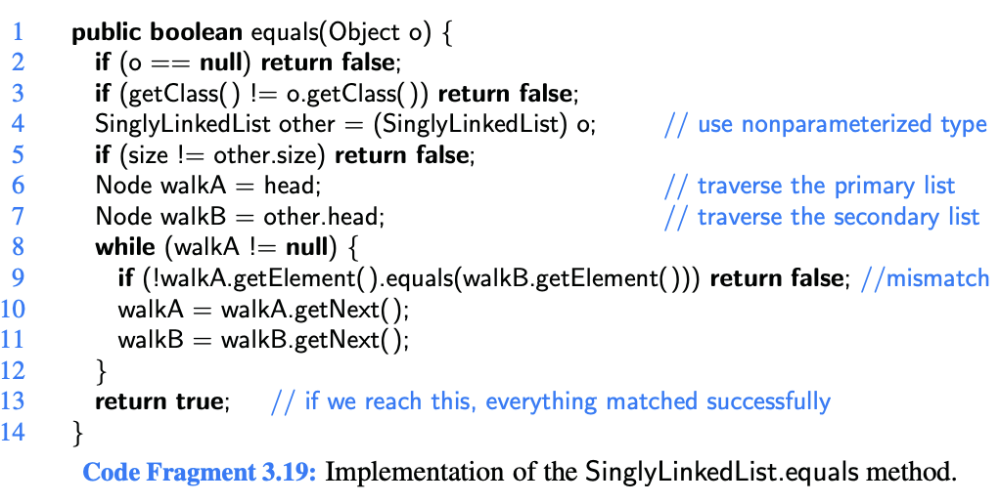 1 public boolean equals(Object o) {
2 if (o == null) return false;
3 if (getClass() != o.getClass()) return false;
4 SinglyLinkedList other = (SinglyLinkedList) o; // use nonparameterized type
5 if (size != other.size) return false;
6 Node walkA = head; // traverse the primary list
7 Node walkB = other.head; // traverse the secondary list
8 while (walkA != null) {
9 if (!walkA.getElement().equals(walkB.getElement())) return false; //mismatch
10 walkA = walkA.getNext();
11 walkB = walkB.getNext();
12 }
13 return true; // if we reach this, everything matched successfully
14 }
Code Fragment 3.19: Implementation of the SinglyLinkedList.equals method.